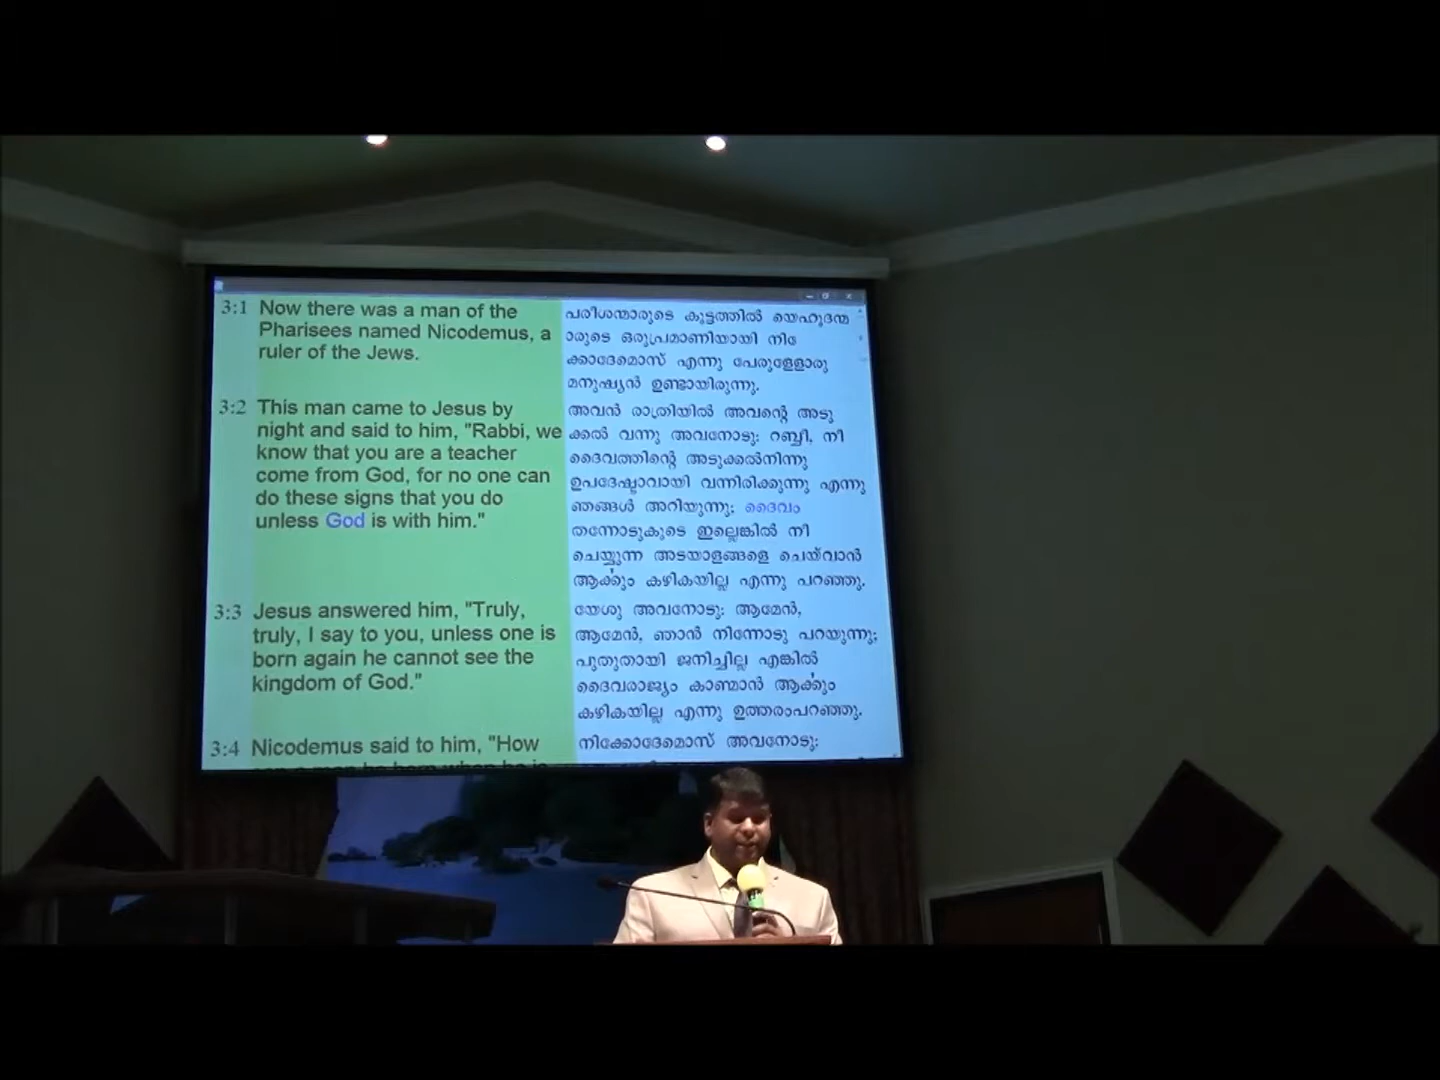 3:1 Now there was a man of the
Pharisees named Nicodemus, a
ruler of the Jews.
പരീശന്മാരുടെ കൂട്ടത്തിൽ യെഹൂദന്മ
ാരുടെ ഒരുപ്രമാണിയായി നി
ക്കോദേമൊസ് എന്നു പേരുള്ളോരു
മനുഷ്യൻ ഉണ്ടായിരുന്നു.
3:2 This man came to Jesus by
night and said to him, "Rabbi, we
know that you are a teacher
come from God, for no one can
do these signs that you do
unless God is with him."
അവൻ രാത്രിയിൽ അവന്റെ അടു
ക്കൽ വന്നു അവനോടു: റബ്ബീ, നീ
ദൈവത്തിന്റെ അടുക്കൽനിന്നു
ഉപദേഷ്ടാവായി വന്നിരിക്കുന്നു എന്നു
ഞങ്ങൾ അറിയുന്നു; ദൈവം
തന്നോടുകൂടെ ഇല്ലെങ്കിൽ നീ
ചെയ്യുന്ന അടയാളങ്ങളെ ചെയ്‌വാൻ
ആൎക്കും കഴികയില്ല എന്നു പറഞ്ഞു.
3:3 Jesus answered him, "Truly,
truly, I say to you, unless one is
born again he cannot see the
kingdom of God."
യേശു അവനോടു: ആമേൻ,
ആമേൻ, ഞാൻ നിന്നോടു പറയുന്നു;
പുതുതായി ജനിച്ചില്ല എങ്കിൽ
ദൈവരാജ്യം കാണ്മാൻ ആൎക്കും
കഴികയില്ല എന്നു ഉത്തരംപറഞ്ഞു.
3:4 Nicodemus said to him, "How
നിക്കോദേമൊസ് അവനോടു: